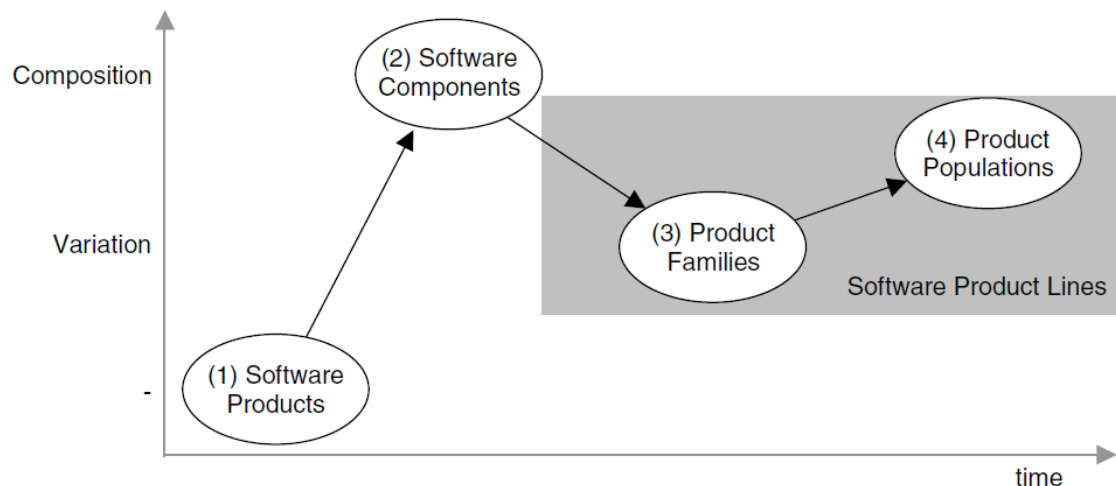 Composition
(2) Software
Components
(4) Product
Populations
Variation
(3) Product
Families
Software Product Lines
-
(1) Software
Products
time